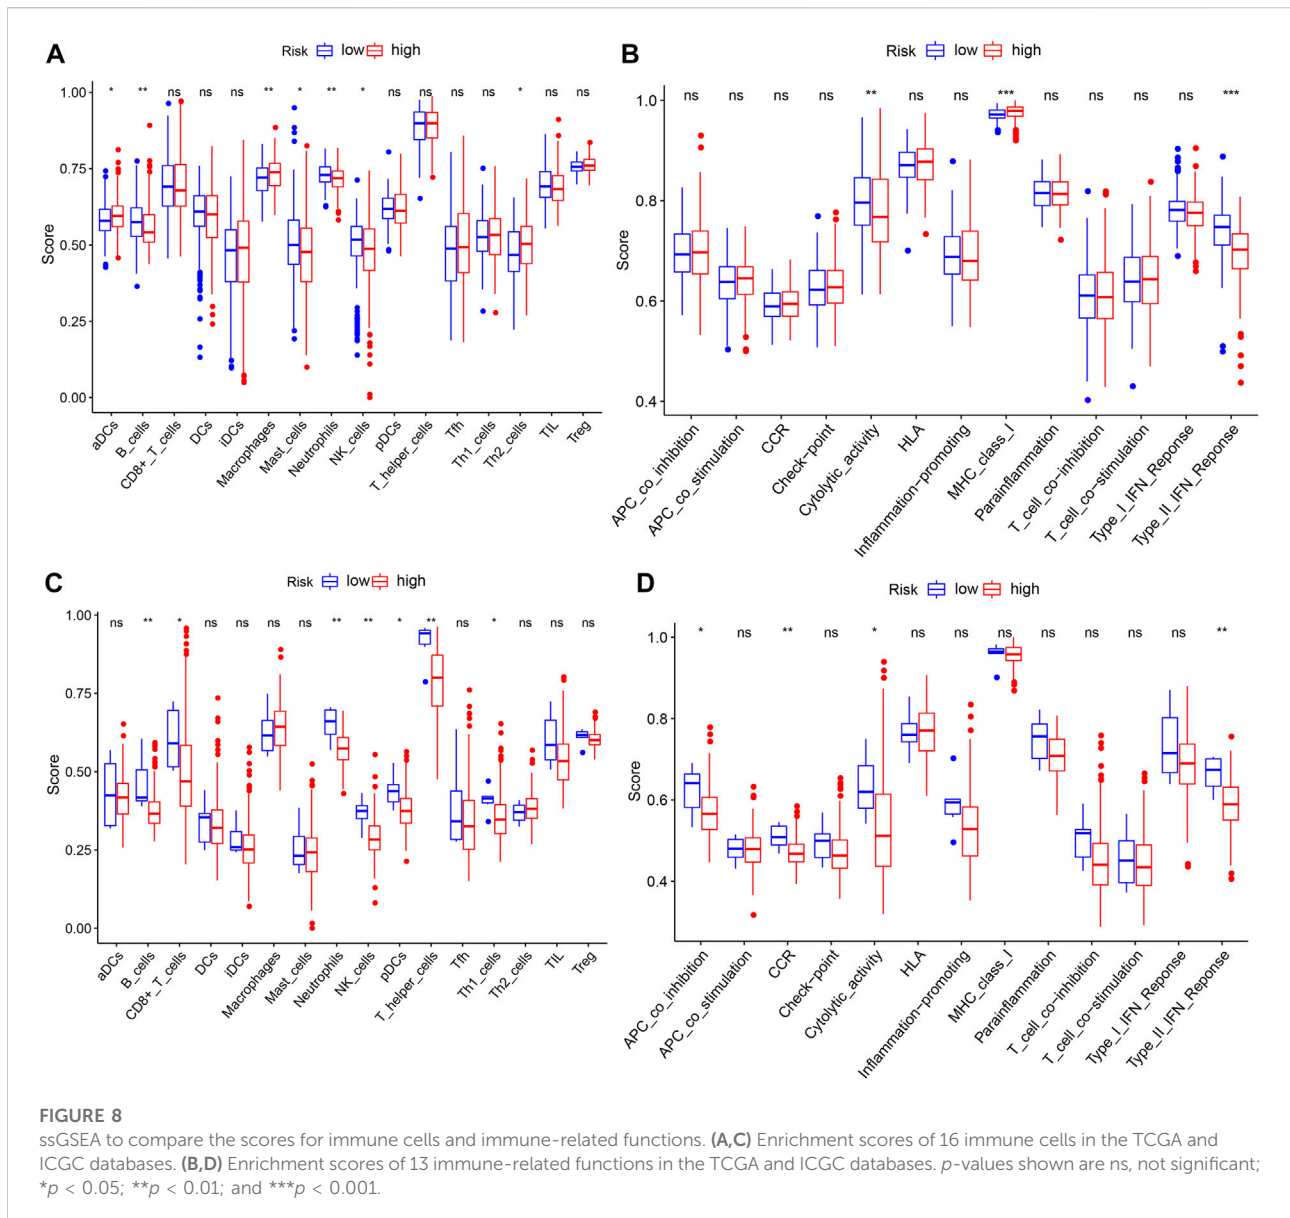 A
Risk low high
* ** ns ns ns ** * ** * ns ns ns ns * ns ns
Score
1.00
0.75
0.50
0.25
0.00
aDCs
B_cells
CD8+_T_cells
DCs
iDCs
Macrophages
Mast_cells
Neutrophils
NK_cells
pDCs
T_helper_cells
Tfh
Th1_cells
Th2_cells
TIL
Treg
B
Risk low high
ns ns ns ns ** ns ns *** ns ns ns ns ***
Score
1.0
0.8
0.6
0.4
APC_co_inhibition
APC_co_stimulation
CCR
Check-point
Cytolytic_activity
HLA
Inflammation-promoting
MHC_class_I
Parainflammation
T_cell_co-inhibition
T_cell_co-stimulation
Type_I_IFN_Reponse
Type_II_IFN_Reponse
C
Risk low high
ns ** * ns ns ns ns ** ** * ** ns * ns ns ns
Score
1.00
0.75
0.50
0.25
0.00
aDCs
B_cells
CD8+_T_cells
DCs
iDCs
Macrophages
Mast_cells
Neutrophils
NK_cells
pDCs
T_helper_cells
Tfh
Th1_cells
Th2_cells
TIL
Treg
D
Risk low high
* ns ** ns * ns ns ns ns ns ns ns **
Score
1.0
0.8
0.6
0.4
APC_co_inhibition
APC_co_stimulation
CCR
Check-point
Cytolytic_activity
HLA
Inflammation-promoting
MHC_class_I
Parainflammation
T_cell_co-inhibition
T_cell_co-stimulation
Type_I_IFN_Reponse
Type_II_IFN_Reponse
FIGURE 8
ssGSEA to compare the scores for immune cells and immune-related functions. (A,C) Enrichment scores of 16 immune cells in the TCGA and
ICGC databases. (B,D) Enrichment scores of 13 immune-related functions in the TCGA and ICGC databases. p-values shown are ns, not significant;
*p < 0.05; **p < 0.01; and ***p < 0.001.